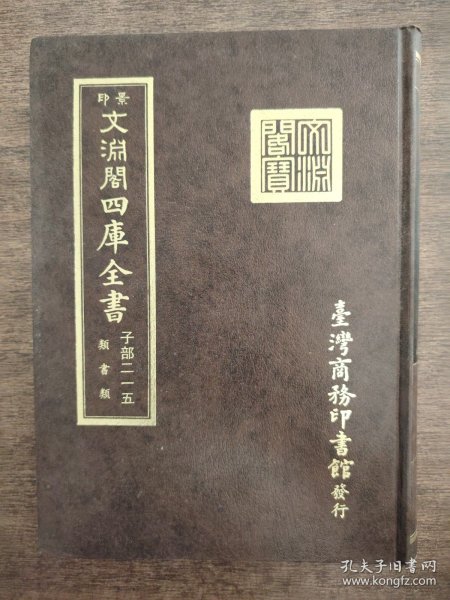 景印
文淵閣四庫全書
子部二一五
類書類
文淵
閣寶
臺灣商務印書館發行
孔夫子旧书网
www.kongfz.com